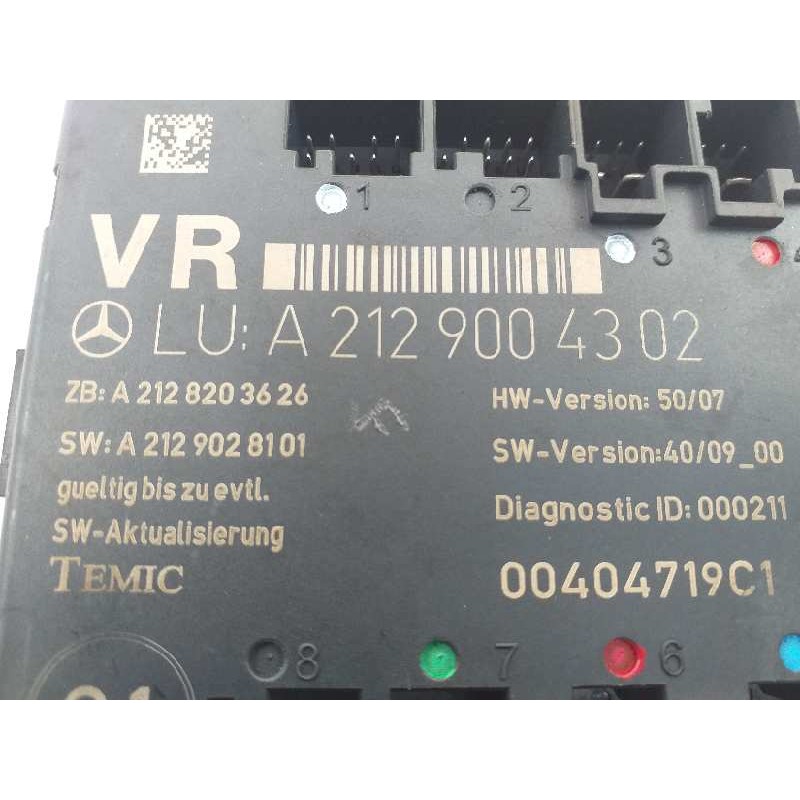 1
2
3
4
VR
LU: A 212 900 43 02
ZB: A 212 820 36 26
HW-Version: 50/07
SW: A 212 902 81 01
SW-Version:40/09_00
gueltig bis zu evtl.
Diagnostic ID: 000211
SW-Aktualisierung
TEMIC
00404719C1
8
7
6